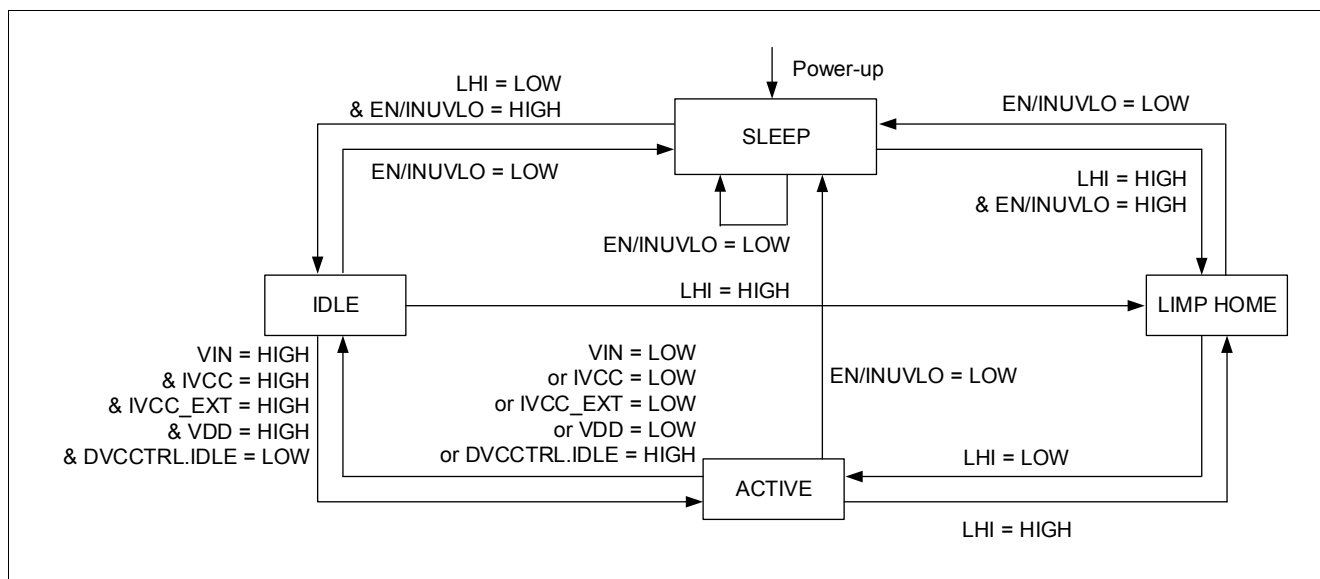 Power-up
LHI = LOW
& EN/INUVLO = HIGH
EN/INUVLO = LOW
SLEEP
EN/INUVLO = LOW
LHI = HIGH
& EN/INUVLO = HIGH
EN/INUVLO = LOW
IDLE
LHI = HIGH
LIMP HOME
VIN = HIGH
& IVCC = HIGH
& IVCC_EXT = HIGH
& VDD = HIGH
& DVCCTRL.IDLE = LOW
VIN = LOW
or IVCC = LOW
or IVCC_EXT = LOW
or VDD = LOW
or DVCCTRL.IDLE = HIGH
EN/INUVLO = LOW
LHI = LOW
ACTIVE
LHI = HIGH